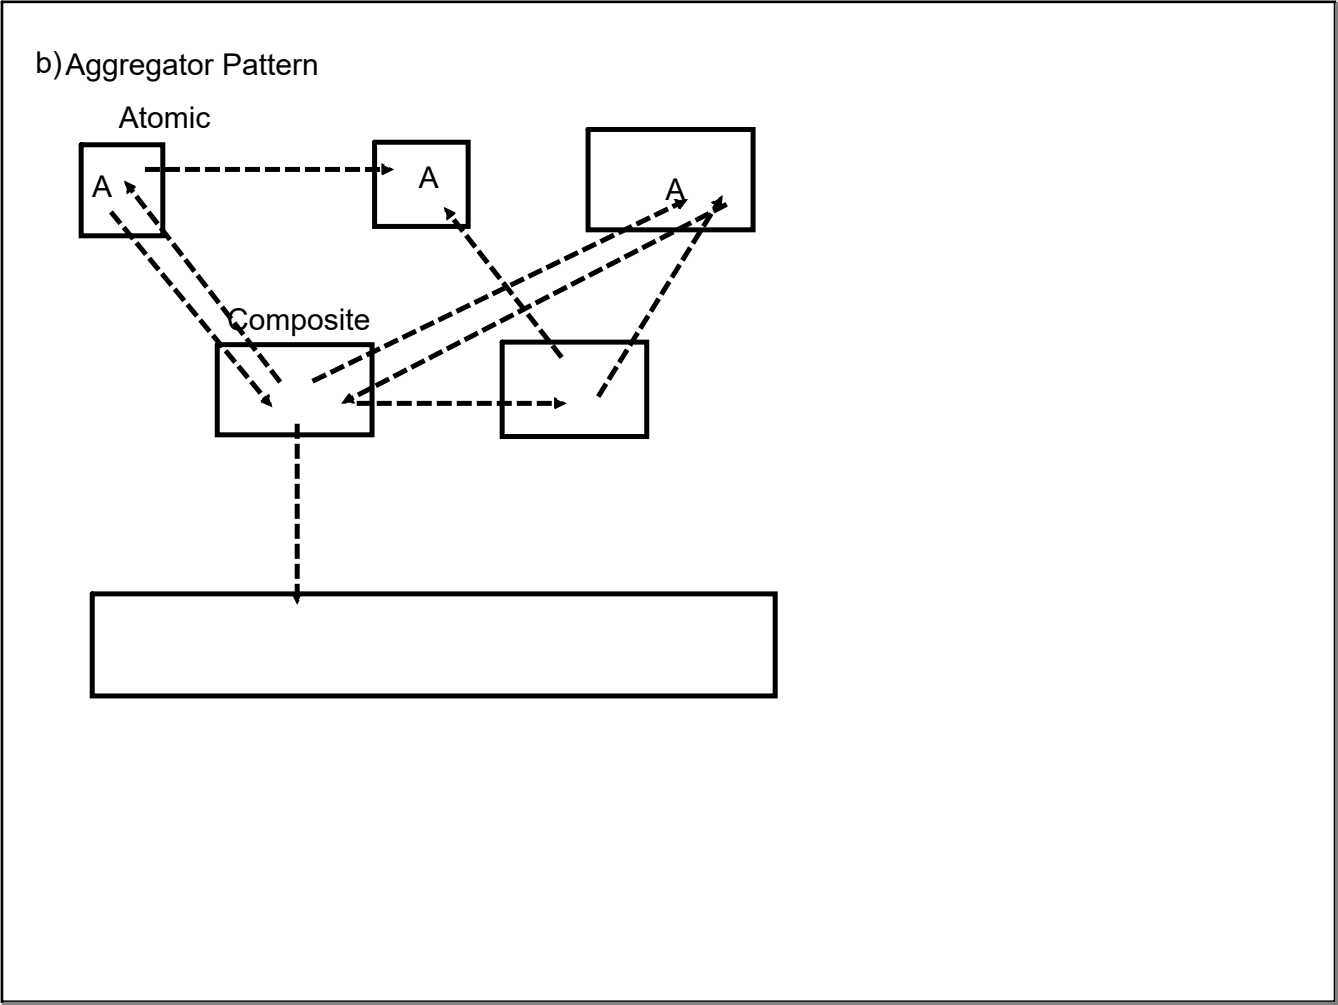 b) Aggregator Pattern
Atomic
A
A
A
Composite